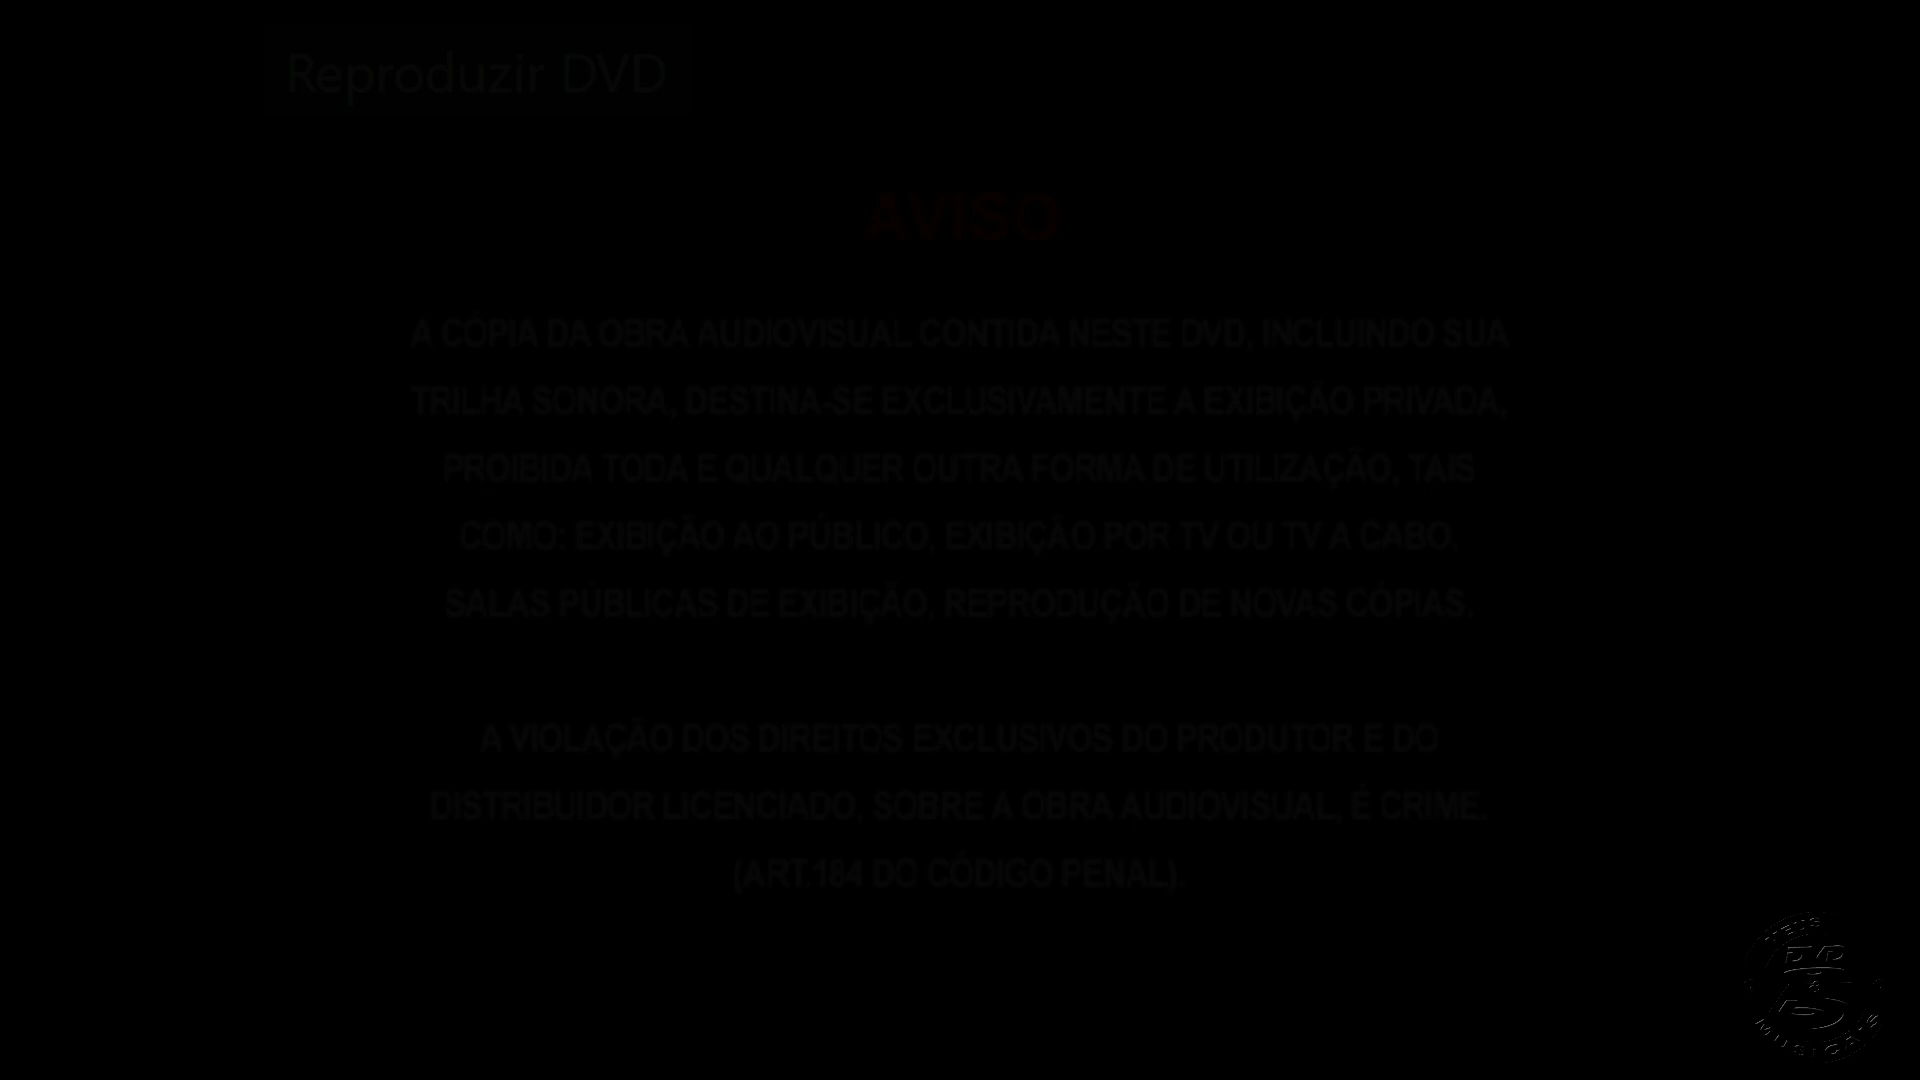 Reproduzir DVD
AVISO
A CÓPIA DA OBRA AUDIOVISUAL CONTIDA NESTE DVD, INCLUINDO SUA
TRILHA SONORA, DESTINA-SE EXCLUSIVAMENTE A EXIBIÇÃO PRIVADA,
PROIBIDA TODA E QUALQUER OUTRA FORMA DE UTILIZAÇÃO, TAIS
COMO: EXIBIÇÃO AO PÚBLICO, EXIBIÇÃO POR TV OU TV A CABO,
SALAS PÚBLICAS DE EXIBIÇÃO, REPRODUÇÃO DE NOVAS CÓPIAS.
A VIOLAÇÃO DOS DIREITOS EXCLUSIVOS DO PRODUTOR E DO
DISTRIBUIDOR LICENCIADO, SOBRE A OBRA AUDIOVISUAL, É CRIME.
(ART.184 DO CÓDIGO PENAL).